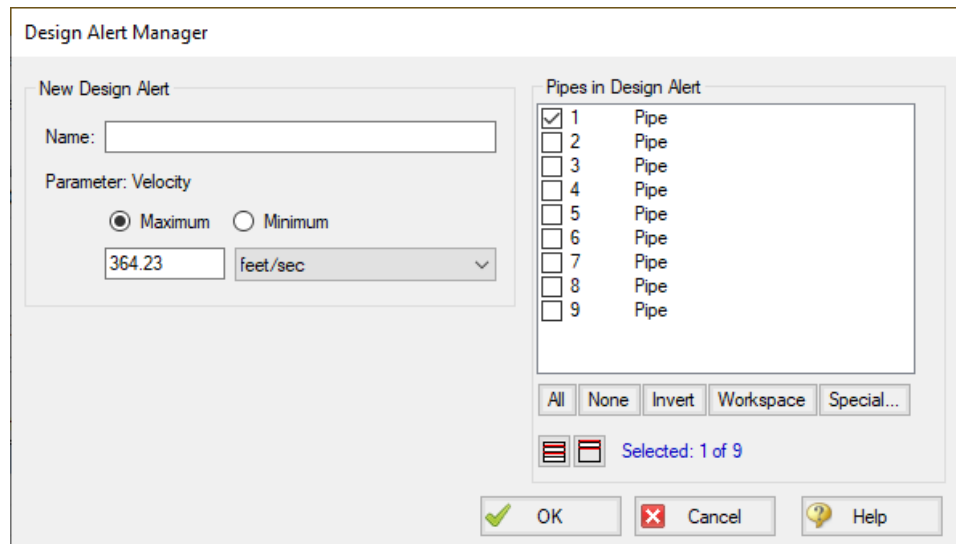 Design Alert Manager
New Design Alert
Name:
Parameter: Velocity
Maximum Minimum
364.23 feet/sec
Pipes in Design Alert
1 Pipe
2 Pipe
3 Pipe
4 Pipe
5 Pipe
6 Pipe
7 Pipe
8 Pipe
9 Pipe
All None Invert Workspace Special...
Selected: 1 of 9
OK Cancel Help